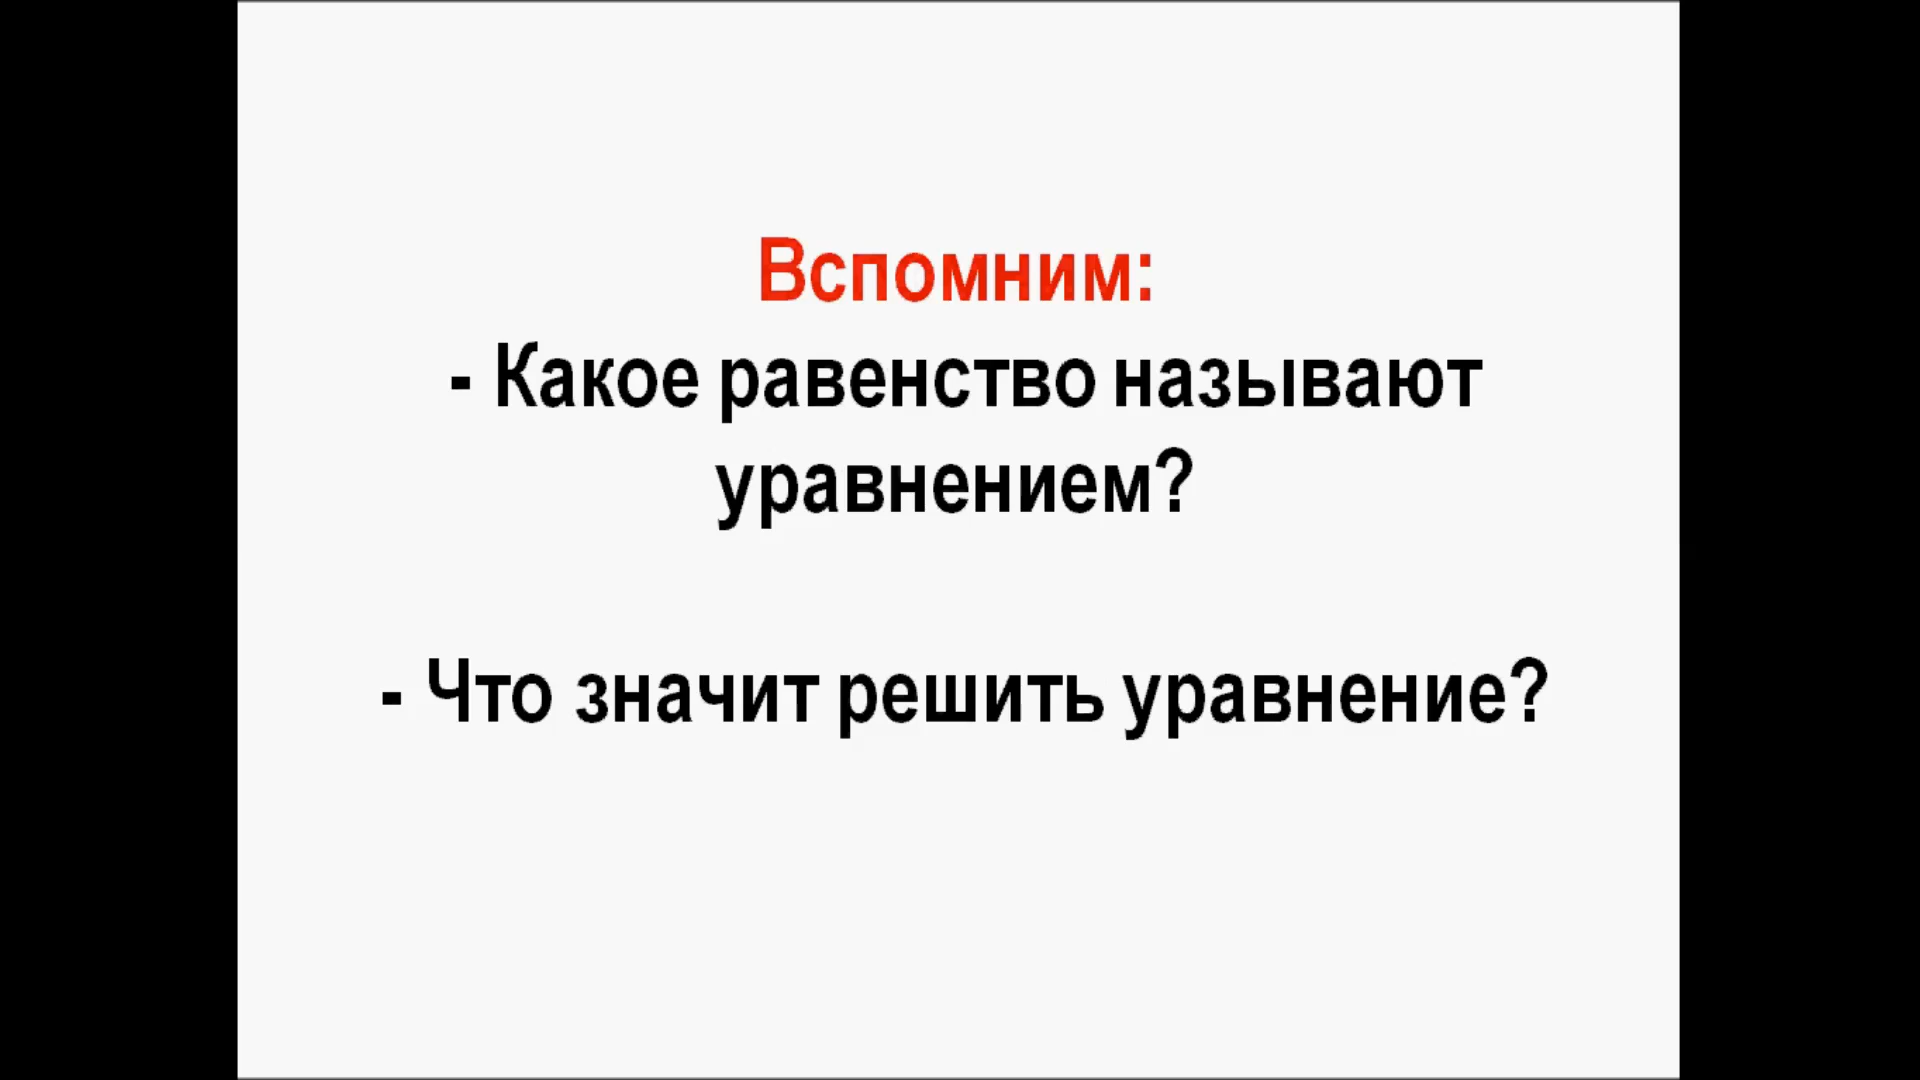 Вспомним:
- Какое равенство называют
уравнением?
- Что значит решить уравнение?